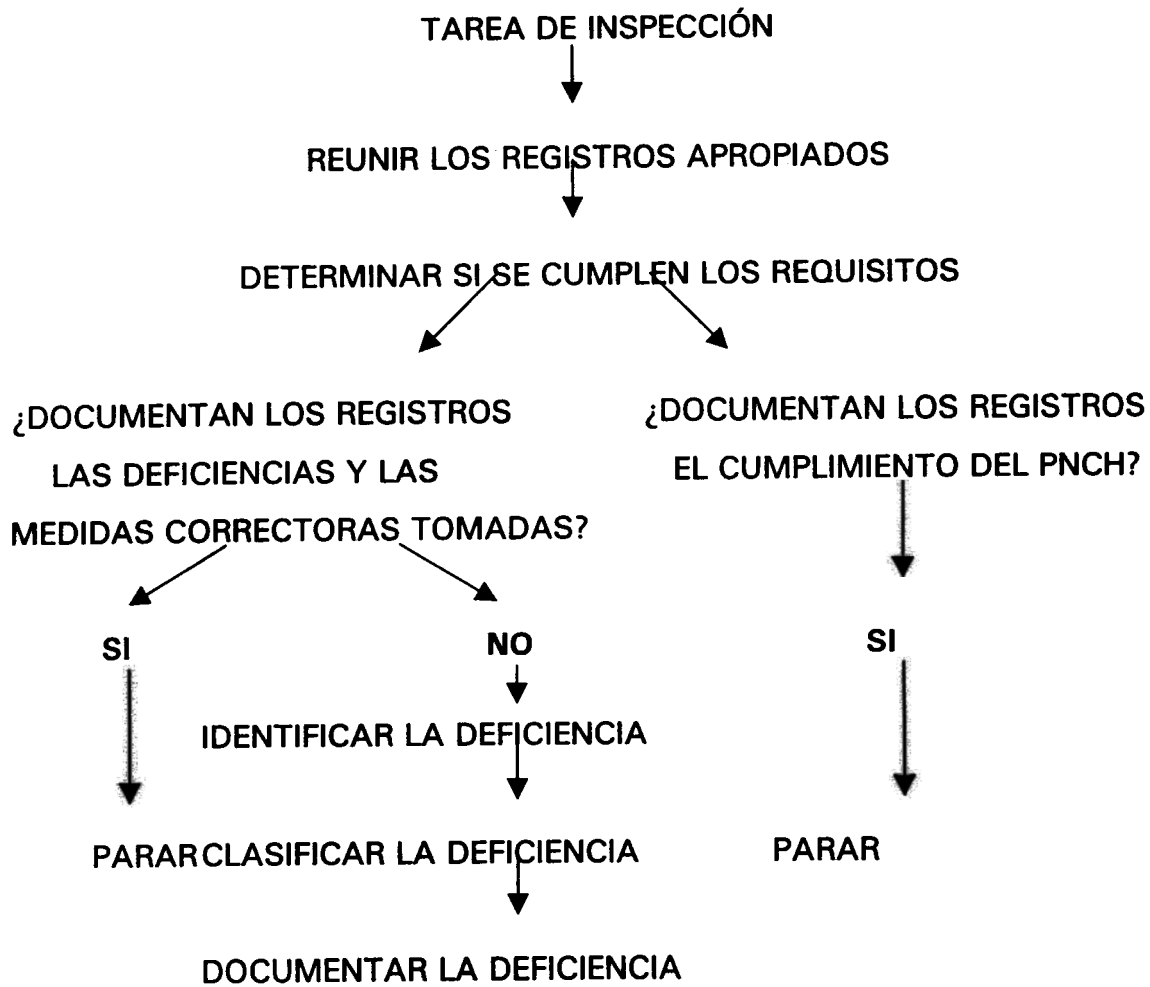 TAREA DE INSPECCIÓN
REUNIR LOS REGISTROS APROPIADOS
DETERMINAR SI SE CUMPLEN LOS REQUISITOS
¿DOCUMENTAN LOS REGISTROS
LAS DEFICIENCIAS Y LAS
MEDIDAS CORRECTORAS TOMADAS?
¿DOCUMENTAN LOS REGISTROS
EL CUMPLIMIENTO DEL PNCH?
SI
NO
SI
IDENTIFICAR LA DEFICIENCIA
PARAR CLASIFICAR LA DEFICIENCIA
PARAR
DOCUMENTAR LA DEFICIENCIA